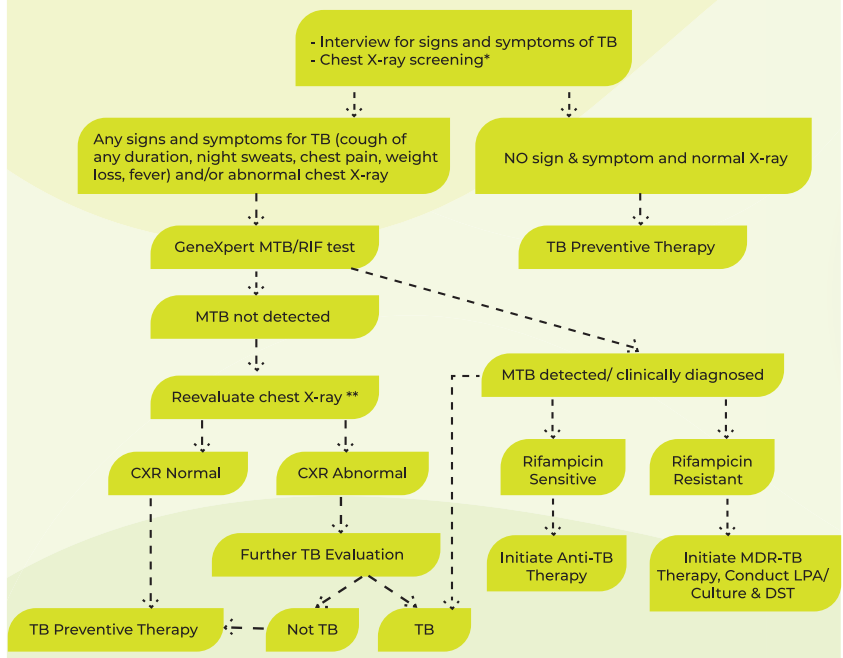 - Interview for signs and symptoms of TB
- Chest X-ray screening*
Any signs and symptoms for TB (cough of
any duration, night sweats, chest pain, weight
loss, fever) and/or abnormal chest X-ray
NO sign & symptom and normal X-ray
GeneXpert MTB/RIF test
TB Preventive Therapy
MTB not detected
MTB detected/ clinically diagnosed
Reevaluate chest X-ray **
CXR Normal
CXR Abnormal
Rifampicin
Sensitive
Rifampicin
Resistant
Further TB Evaluation
Initiate Anti-TB
Therapy
Initiate MDR-TB
Therapy, Conduct LPA/
Culture & DST
TB Preventive Therapy
Not TB
TB